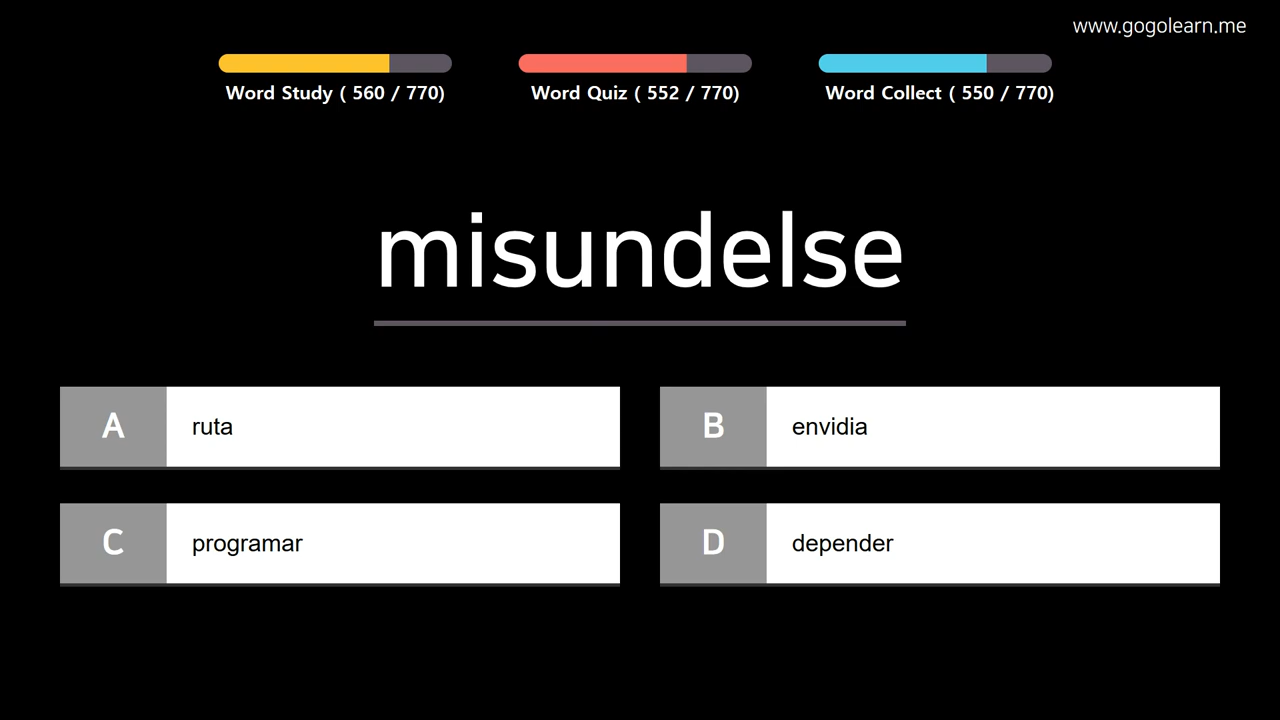 www.gogolearn.me
Word Study ( 560 / 770)
Word Quiz ( 552 / 770)
Word Collect ( 550 / 770)
misundelse
A ruta
B envidia
C programar
D depender